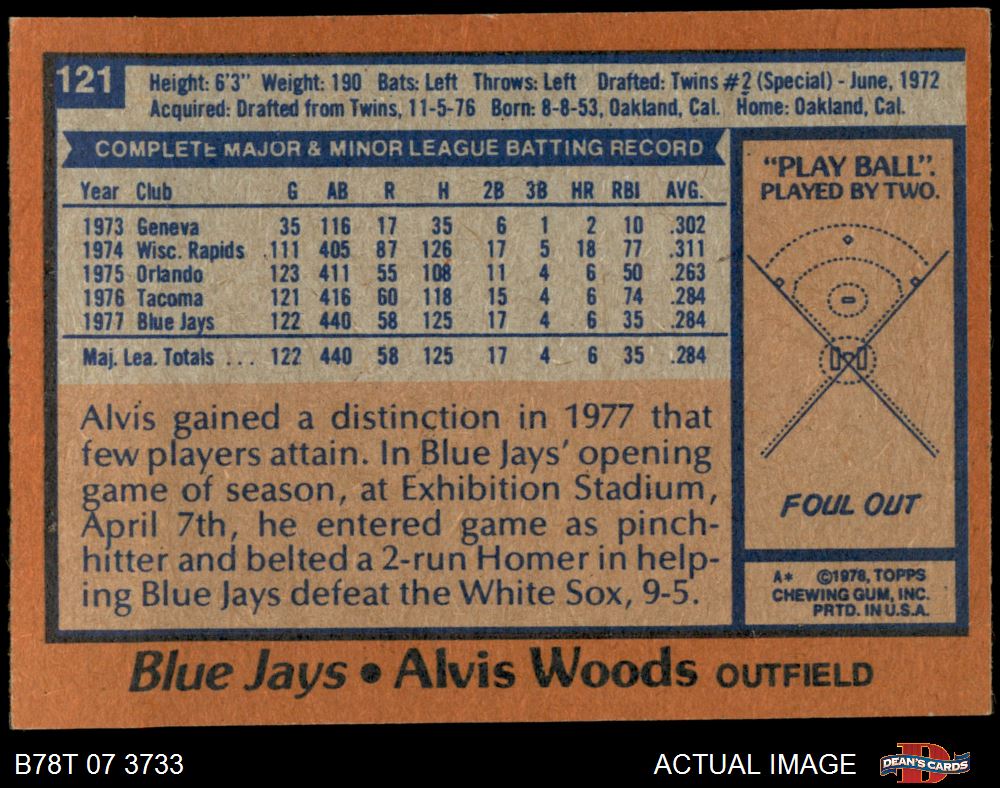 121
Height: 6'3" Weight: 190 Bats: Left Throws: Left Drafted: Twins #2 (Special) - June, 1972
Acquired: Drafted from Twins, 11-5-76 Born: 8-8-53, Oakland, Cal. Home: Oakland, Cal.
COMPLETE MAJOR & MINOR LEAGUE BATTING RECORD
Year Club G AB R H 2B 3B HR RBI AVG.
1973 Geneva 35 116 17 35 6 1 2 10 .302
1974 Wisc. Rapids 111 405 87 126 17 5 18 77 .311
1975 Orlando 123 411 55 108 11 4 6 50 .263
1976 Tacoma 121 416 60 118 15 4 6 74 .284
1977 Blue Jays 122 440 58 125 17 4 6 35 .284
Maj. Lea. Totals ... 122 440 58 125 17 4 6 35 .284
Alvis gained a distinction in 1977 that
few players attain. In Blue Jays' opening
game of season, at Exhibition Stadium,
April 7th, he entered game as pinch-
hitter and belted a 2-run Homer in help-
ing Blue Jays defeat the White Sox, 9-5.
"PLAY BALL".
PLAYED BY TWO.
FOUL OUT
A* ©1978, TOPPS
CHEWING GUM, INC.
PRTD. IN U.S.A.
Blue Jays • Alvis Woods OUTFIELD
B78T 07 3733
ACTUAL IMAGE
DEAN'S CARDS